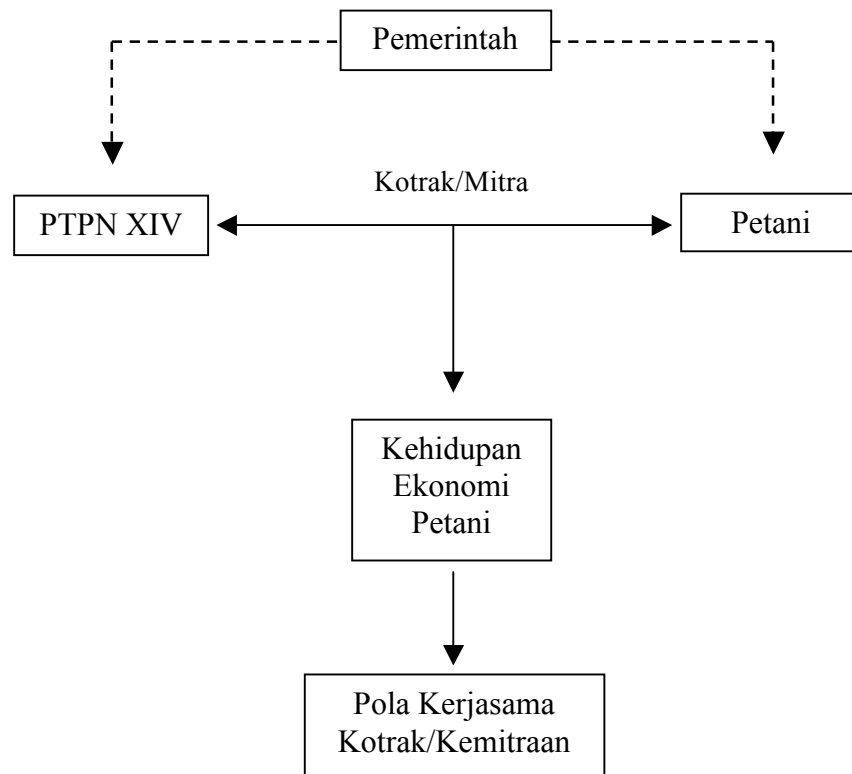 Pemerintah
Kotrak/Mitra
PTPN XIV
Petani
Kehidupan
Ekonomi
Petani
Pola Kerjasama
Kotrak/Kemitraan